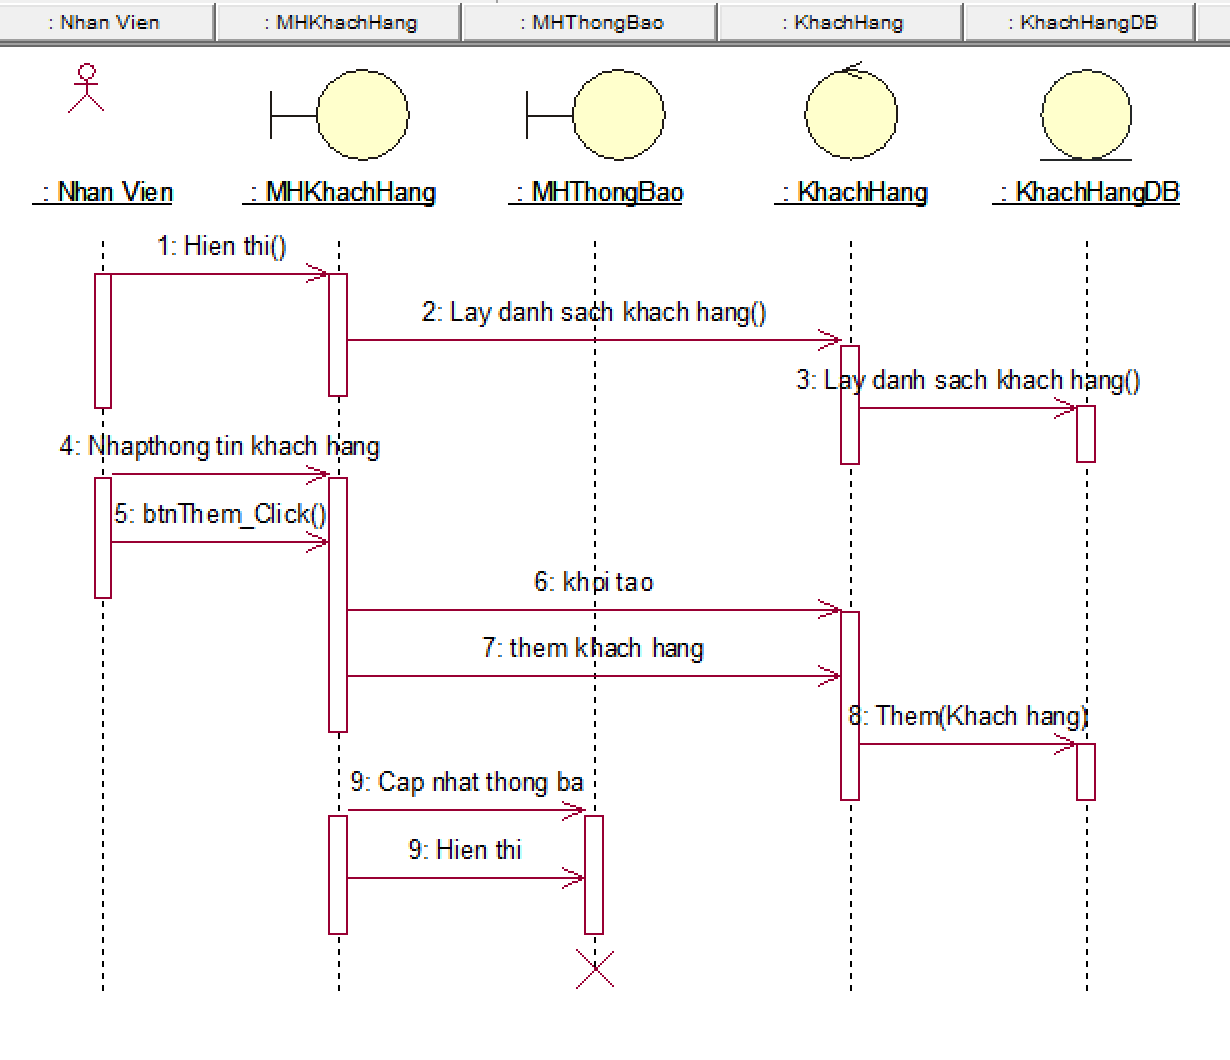 : Nhan Vien
: MHKhachHang
: MHThongBao
: KhachHang
: KhachHangDB
: Nhan Vien
: MHKhachHang
: MHThongBao
: KhachHang
: KhachHangDB
1: Hien thi()
2: Lay danh sach khach hang()
3: Lay danh sach khach hang()
4: Nhapthong tin khach hang
5: btnThem_Click()
6: khoi tao
7: them khach hang
8: Them(Khach hang)
9: Cap nhat thong ba
9: Hien thi